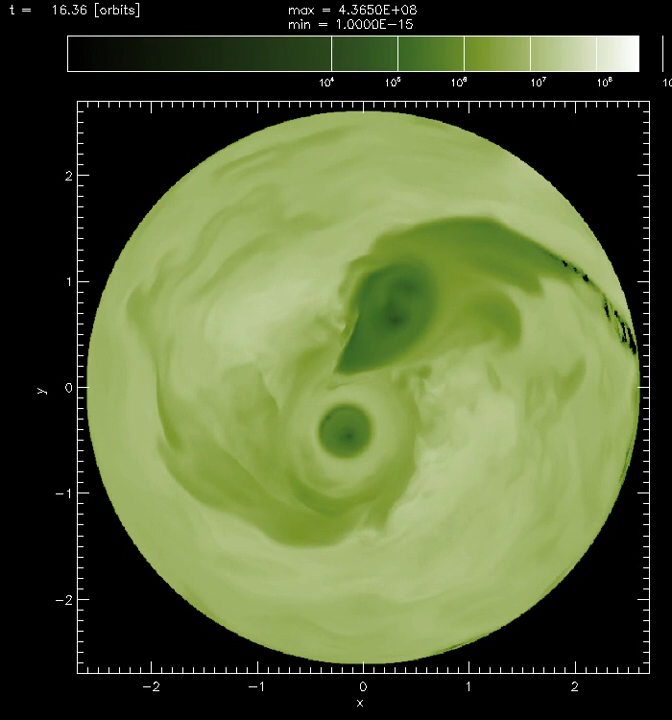 t =   16.36 [orbits]
max = 4.3650E+08
min = 1.0000E-15
10⁴ 10⁵ 10⁶ 10⁷ 10⁸
2
1
0
−1
−2
y
−2 −1 0 1 2
x